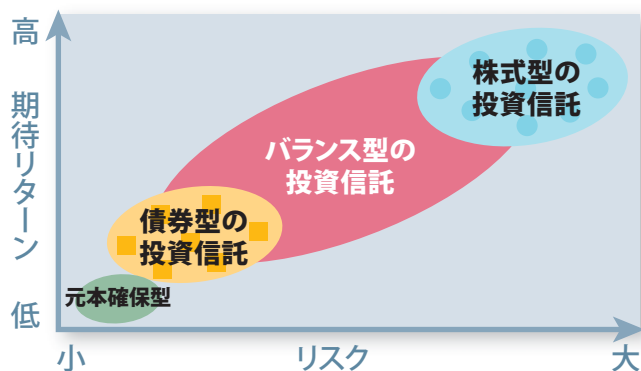 高
期待リターン
低
株式型の
投資信託
バランス型の
投資信託
債券型の
投資信託
元本確保型
小
リスク
大